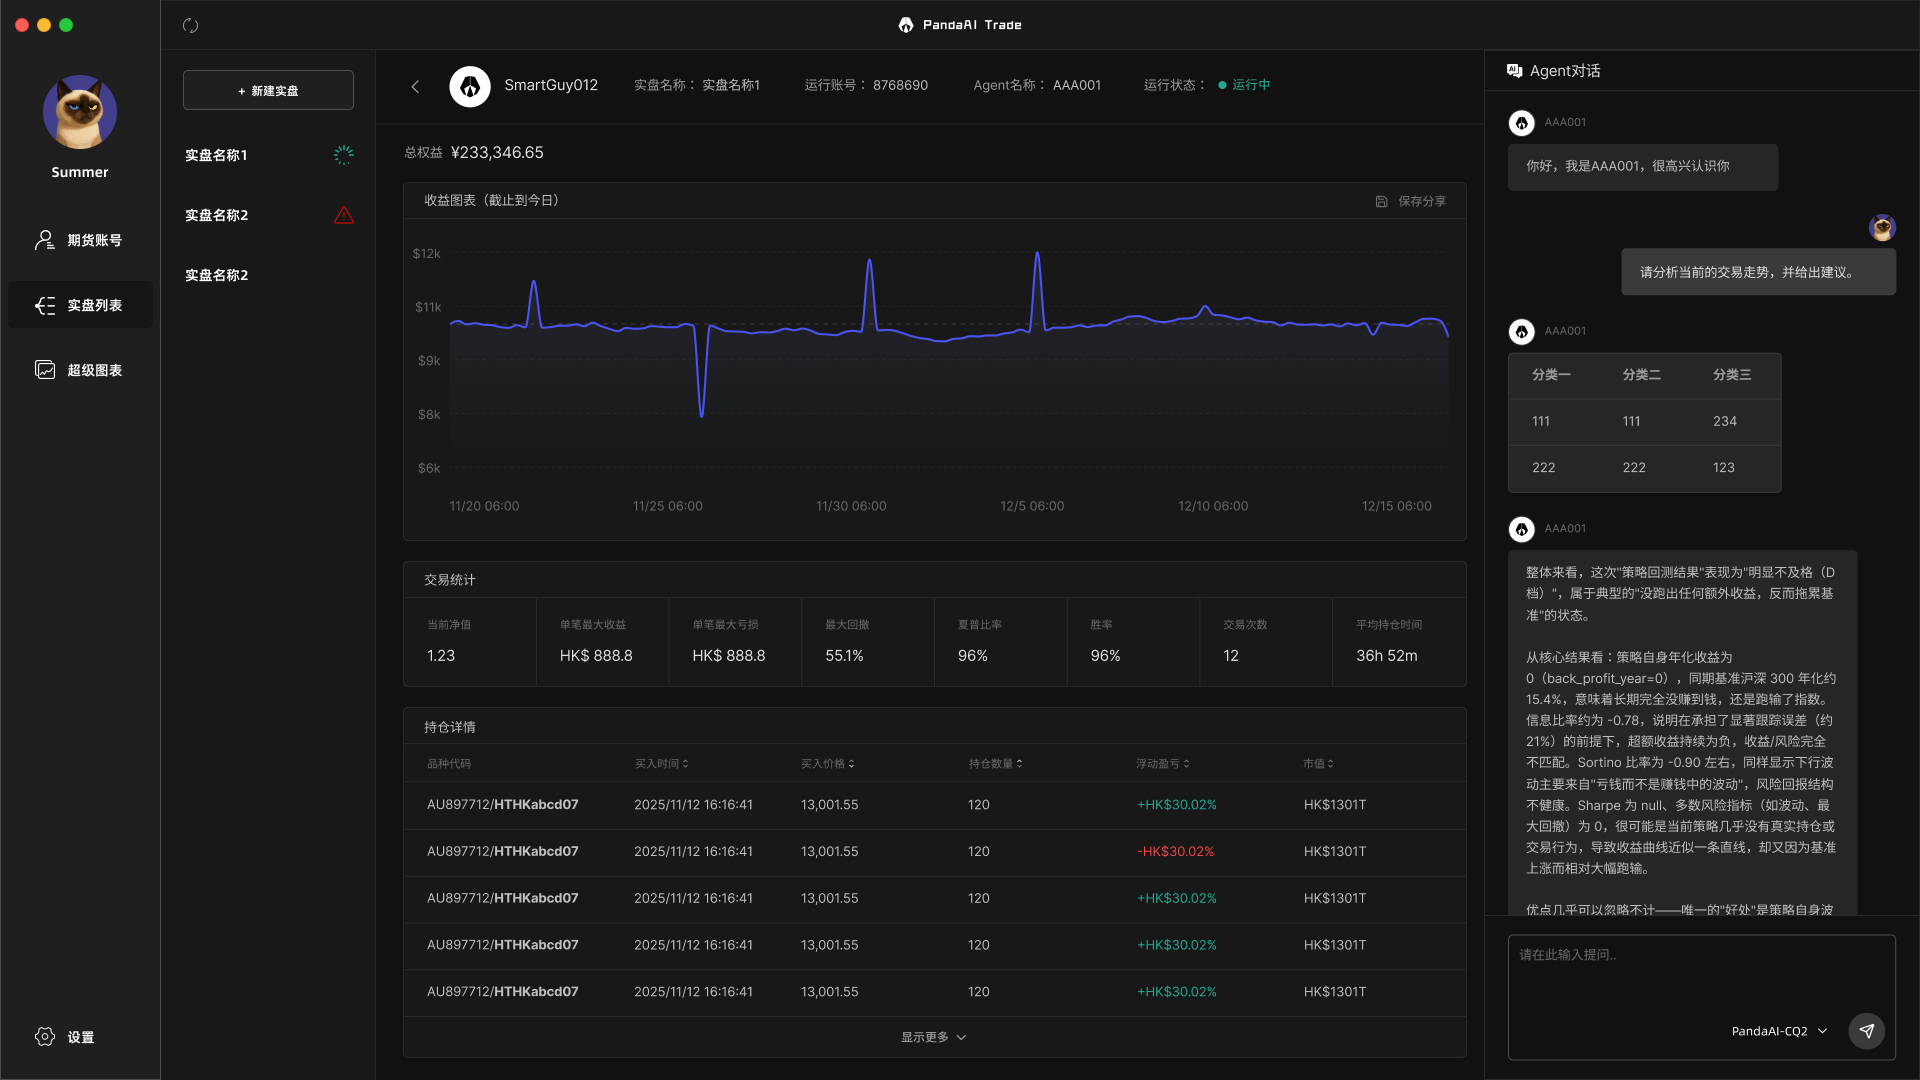 PandaAI Trade
Summer
期货账号
实盘列表
超级图表
设置
+ 新建实盘
实盘名称1
实盘名称2
实盘名称2
SmartGuy012
实盘名称： 实盘名称1
运行账号： 8768690
Agent名称： AAA001
运行状态： 运行中
总权益 ¥233,346.65
收益图表（截止到今日）
保存分享
$12k
$11k
$9k
$8k
$6k
11/20 06:00 11/25 06:00 11/30 06:00 12/5 06:00 12/10 06:00 12/15 06:00
交易统计
当前净值 单笔最大收益 单笔最大亏损 最大回撤 夏普比率 胜率 交易次数 平均持仓时间
1.23 HK$ 888.8 HK$ 888.8 55.1% 96% 96% 12 36h 52m
持仓详情
品种代码 买入时间 买入价格 持仓数量 浮动盈亏 市值
AU897712/HTHKabcd07 2025/11/12 16:16:41 13,001.55 120 +HK$30.02% HK$1301T
AU897712/HTHKabcd07 2025/11/12 16:16:41 13,001.55 120 -HK$30.02% HK$1301T
AU897712/HTHKabcd07 2025/11/12 16:16:41 13,001.55 120 +HK$30.02% HK$1301T
AU897712/HTHKabcd07 2025/11/12 16:16:41 13,001.55 120 +HK$30.02% HK$1301T
AU897712/HTHKabcd07 2025/11/12 16:16:41 13,001.55 120 +HK$30.02% HK$1301T
显示更多
Agent对话
AAA001
你好，我是AAA001，很高兴认识你
请分析当前的交易走势，并给出建议。
AAA001
分类一 分类二 分类三
111 111 234
222 222 123
AAA001
整体来看，这次"策略回测结果"表现为"明显不及格（D
档）"，属于典型的"没跑出任何额外收益，反而拖累基
准"的状态。
从核心结果看：策略自身年化收益为
0（back_profit_year=0），同期基准沪深 300 年化约
15.4%，意味着长期完全没赚到钱，还是跑输了指数。
信息比率约为 -0.78，说明在承担了显著跟踪误差（约
21%）的前提下，超额收益持续为负，收益/风险完全
不匹配。Sortino 比率为 -0.90 左右，同样显示下行波
动主要来自"亏钱而不是赚钱中的波动"，风险回报结构
不健康。Sharpe 为 null、多数风险指标（如波动、最
大回撤）为 0，很可能是当前策略几乎没有真实持仓或
交易行为，导致收益曲线近似一条直线，却又因为基准
上涨而相对大幅跑输。
优点几乎可以忽略不计——唯一的"好处"是策略自身波
请在此输入提问..
PandaAI-CQ2